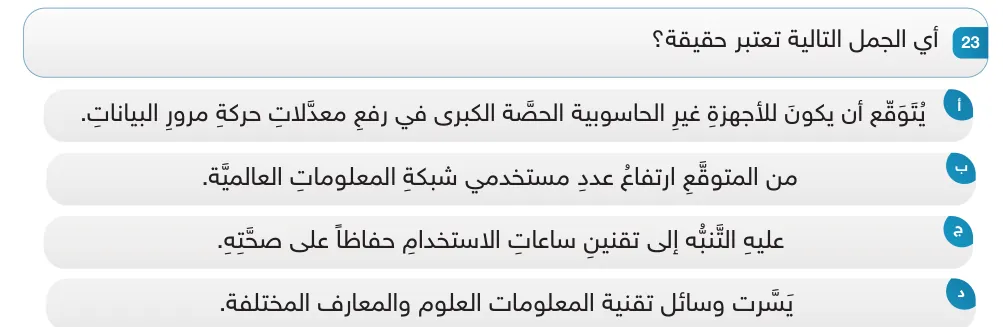 23 أي الجمل التالية تعتبر حقيقة؟
أ يُتَوَقّع أن يكونَ للأجهزةِ غيرِ الحاسوبية الحصَّة الكبرى في رفعِ معدَّلاتِ حركةِ مرورِ البياناتِ.
ب من المتوقَّعِ ارتفاعُ عددِ مستخدمي شبكةِ المعلوماتِ العالميَّة.
ج عليهِ التَّنبُّه إلى تقنينِ ساعاتِ الاستخدامِ حفاظاً على صحَّتِهِ.
د يَسَّرت وسائل تقنية المعلومات العلوم والمعارف المختلفة.